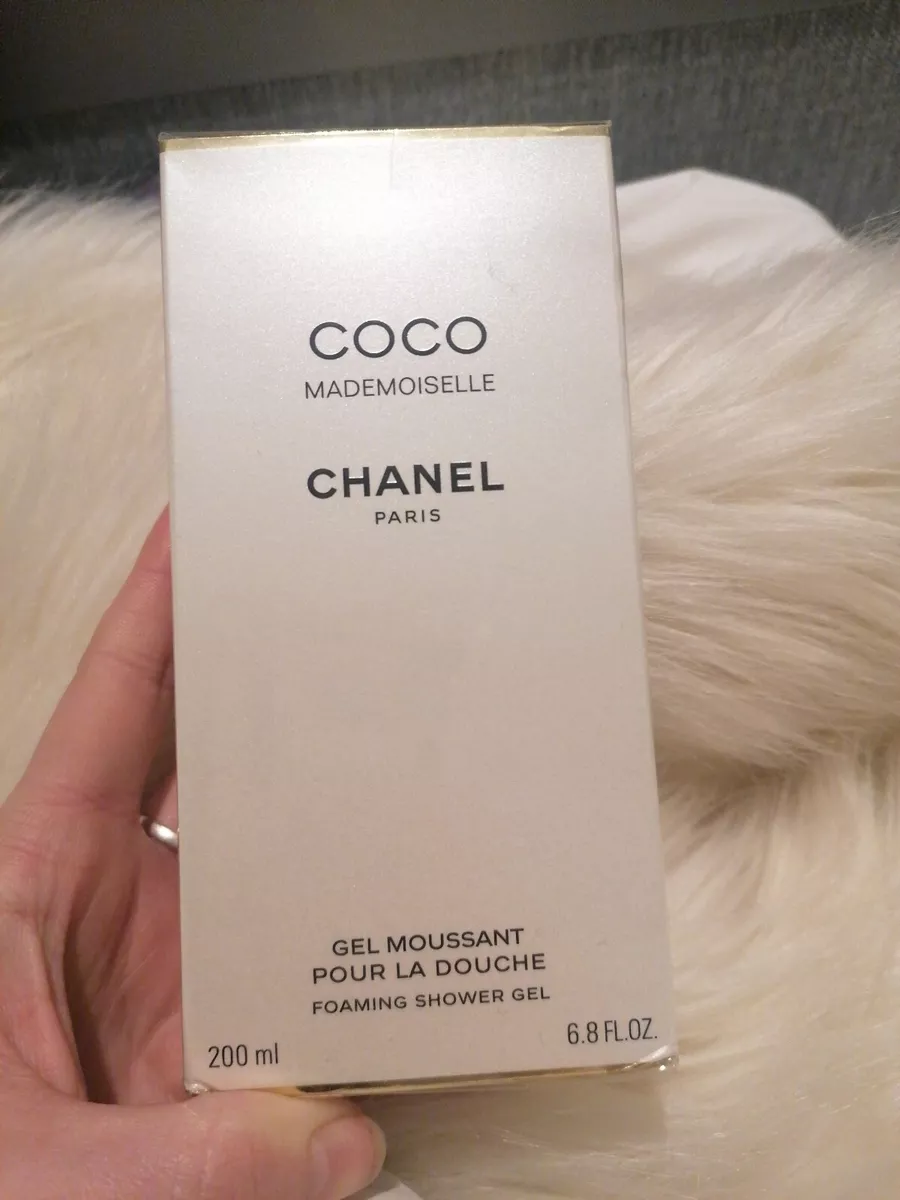 COCO
MADEMOISELLE
CHANEL
PARIS
GEL MOUSSANT
POUR LA DOUCHE
FOAMING SHOWER GEL
200 ml 6.8 FL.OZ.